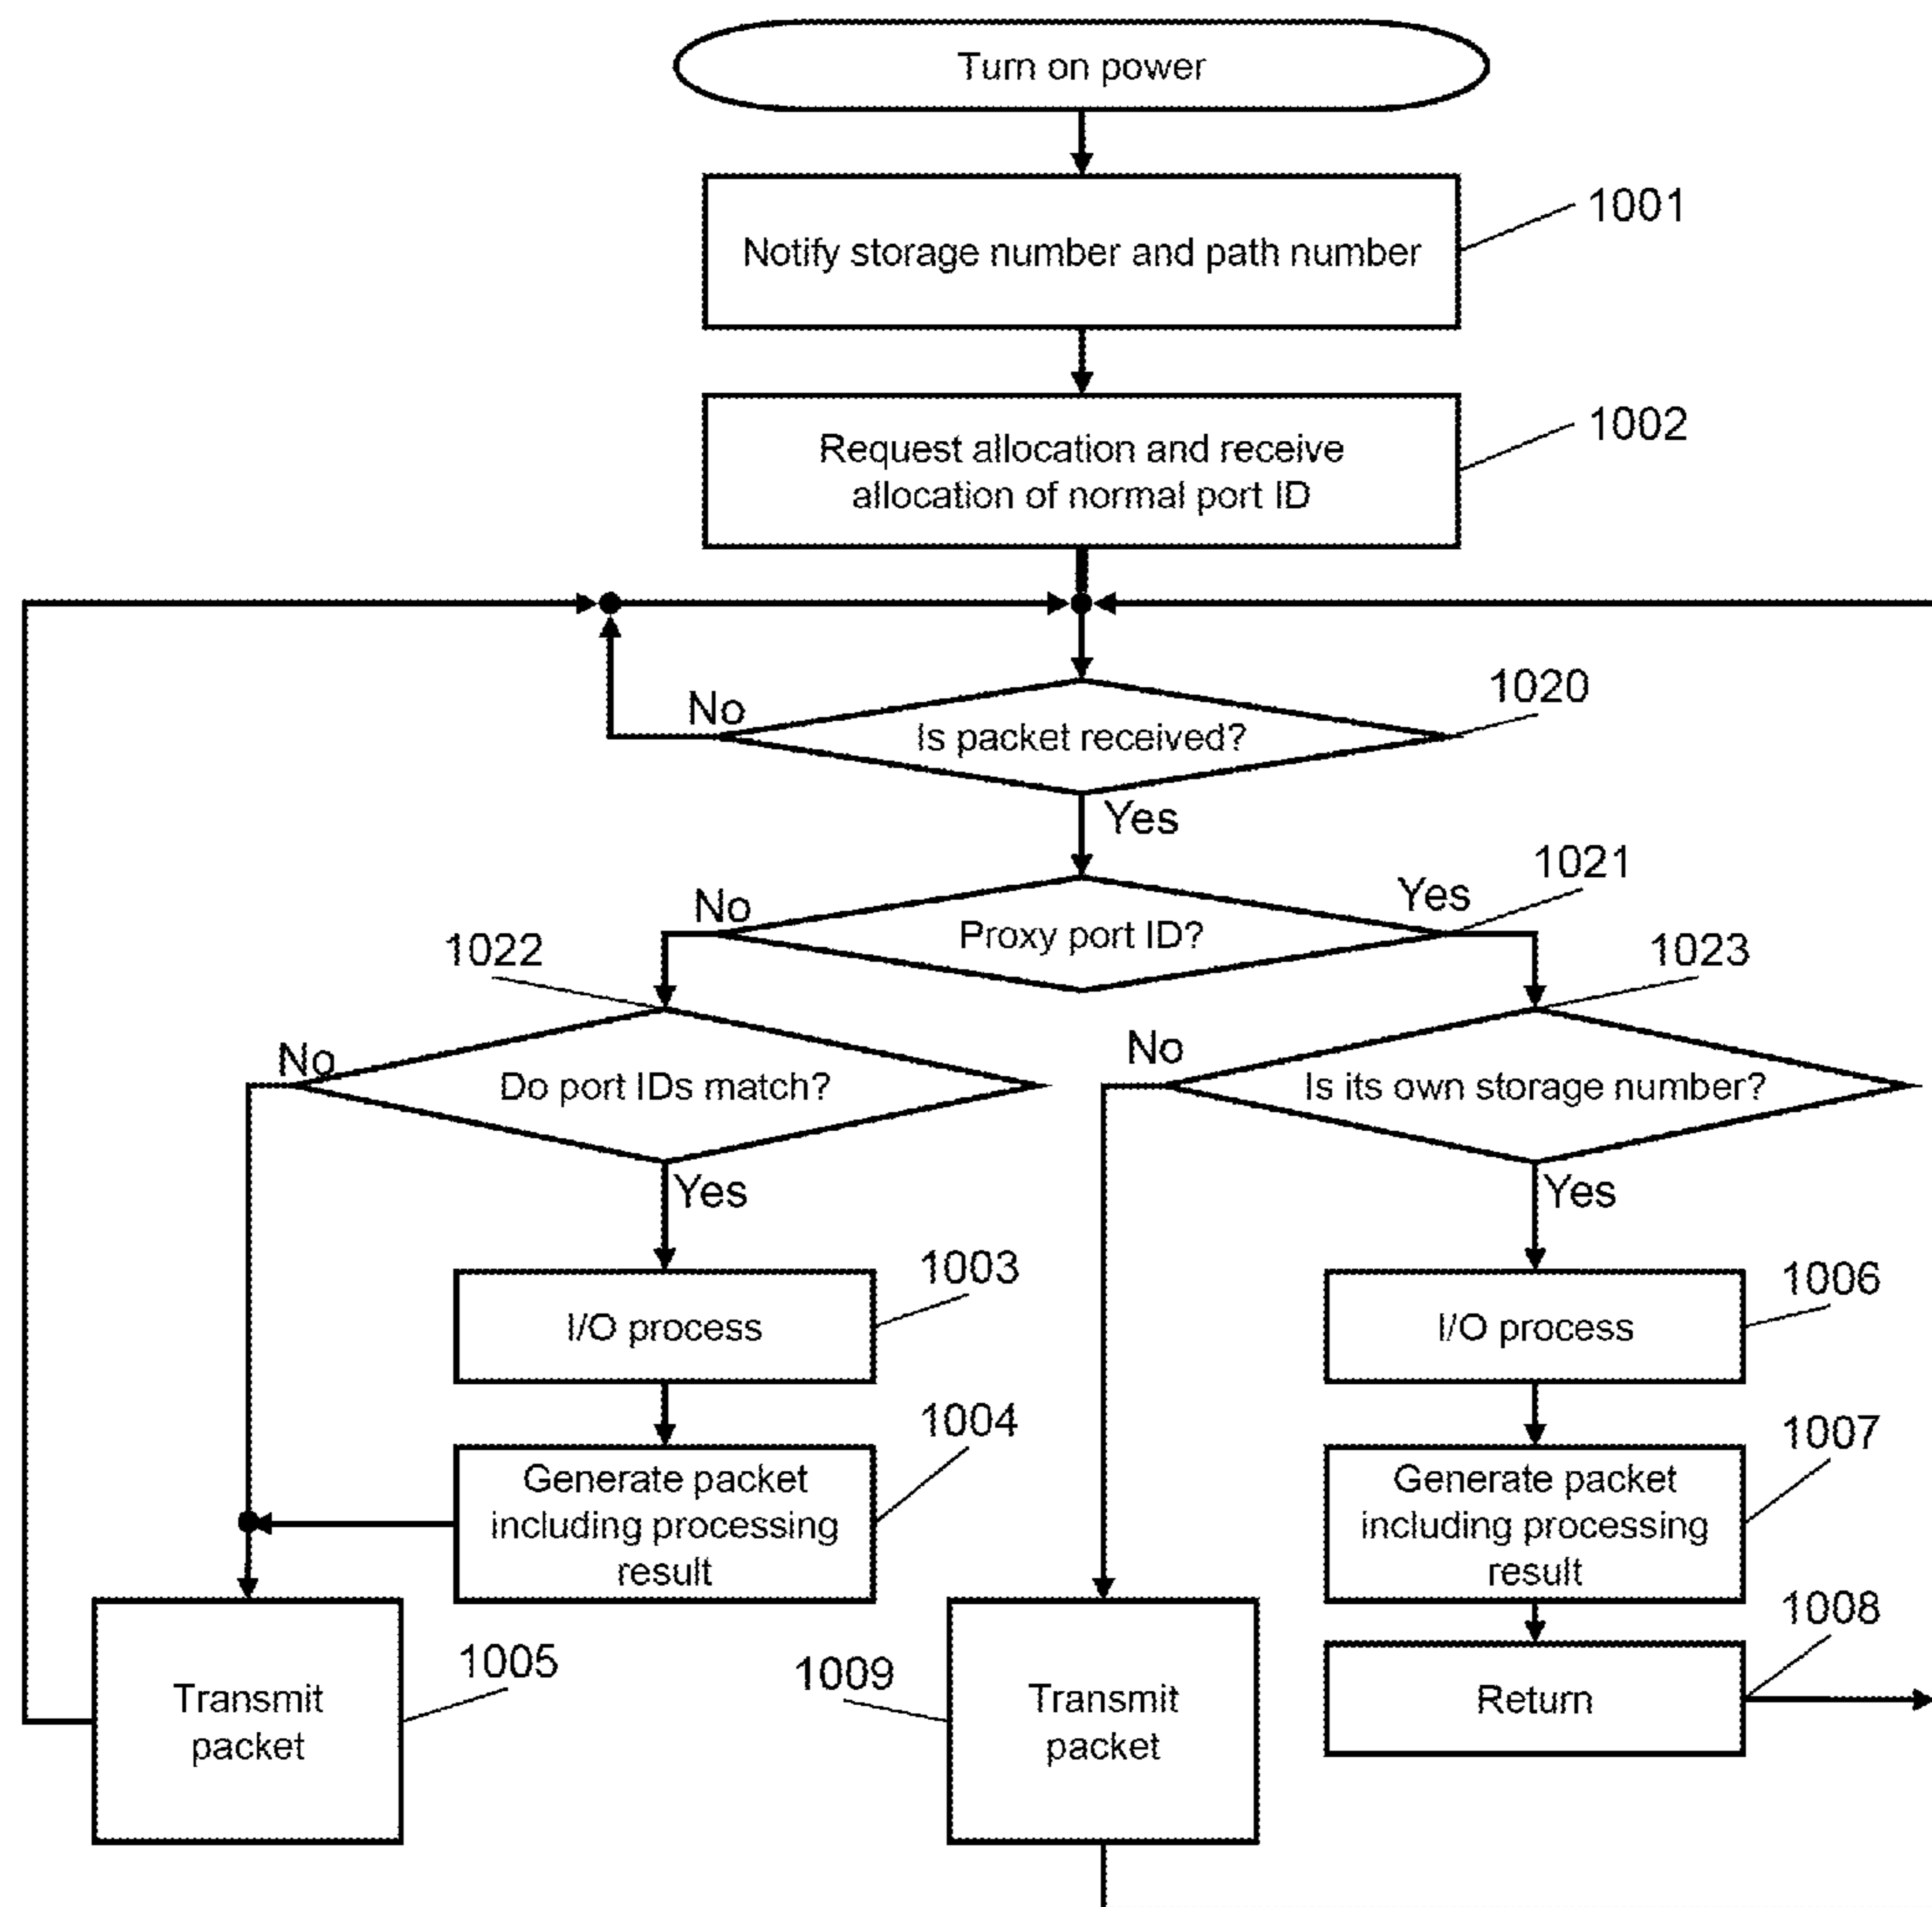 Turn on power
1001
Notify storage number and path number
1002
Request allocation and receive
allocation of normal port ID
1020
No
Is packet received?
Yes
1021
No
Yes
Proxy port ID?
1022
1023
No
Do port IDs match?
No
Is its own storage number?
Yes
Yes
1003
I/O process
1006
I/O process
1004
Generate packet
including processing
result
1007
Generate packet
including processing
result
1005
Transmit
packet
1009
Transmit
packet
1008
Return